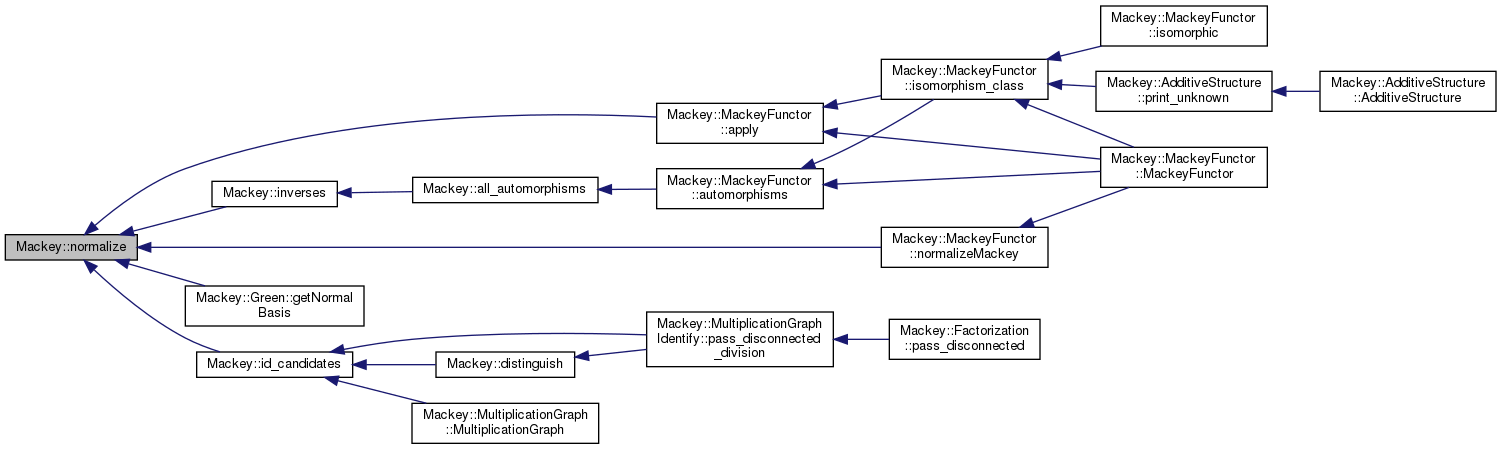 Mackey::MackeyFunctor
::isomorphic
Mackey::MackeyFunctor
::isomorphism_class
Mackey::AdditiveStructure
::print_unknown
Mackey::AdditiveStructure
::AdditiveStructure
Mackey::MackeyFunctor
::apply
Mackey::MackeyFunctor
::MackeyFunctor
Mackey::inverses
Mackey::all_automorphisms
Mackey::MackeyFunctor
::automorphisms
Mackey::normalize
Mackey::MackeyFunctor
::normalizeMackey
Mackey::Green::getNormal
Basis
Mackey::MultiplicationGraph
Identify::pass_disconnected
_division
Mackey::Factorization
::pass_disconnected
Mackey::id_candidates
Mackey::distinguish
Mackey::MultiplicationGraph
::MultiplicationGraph